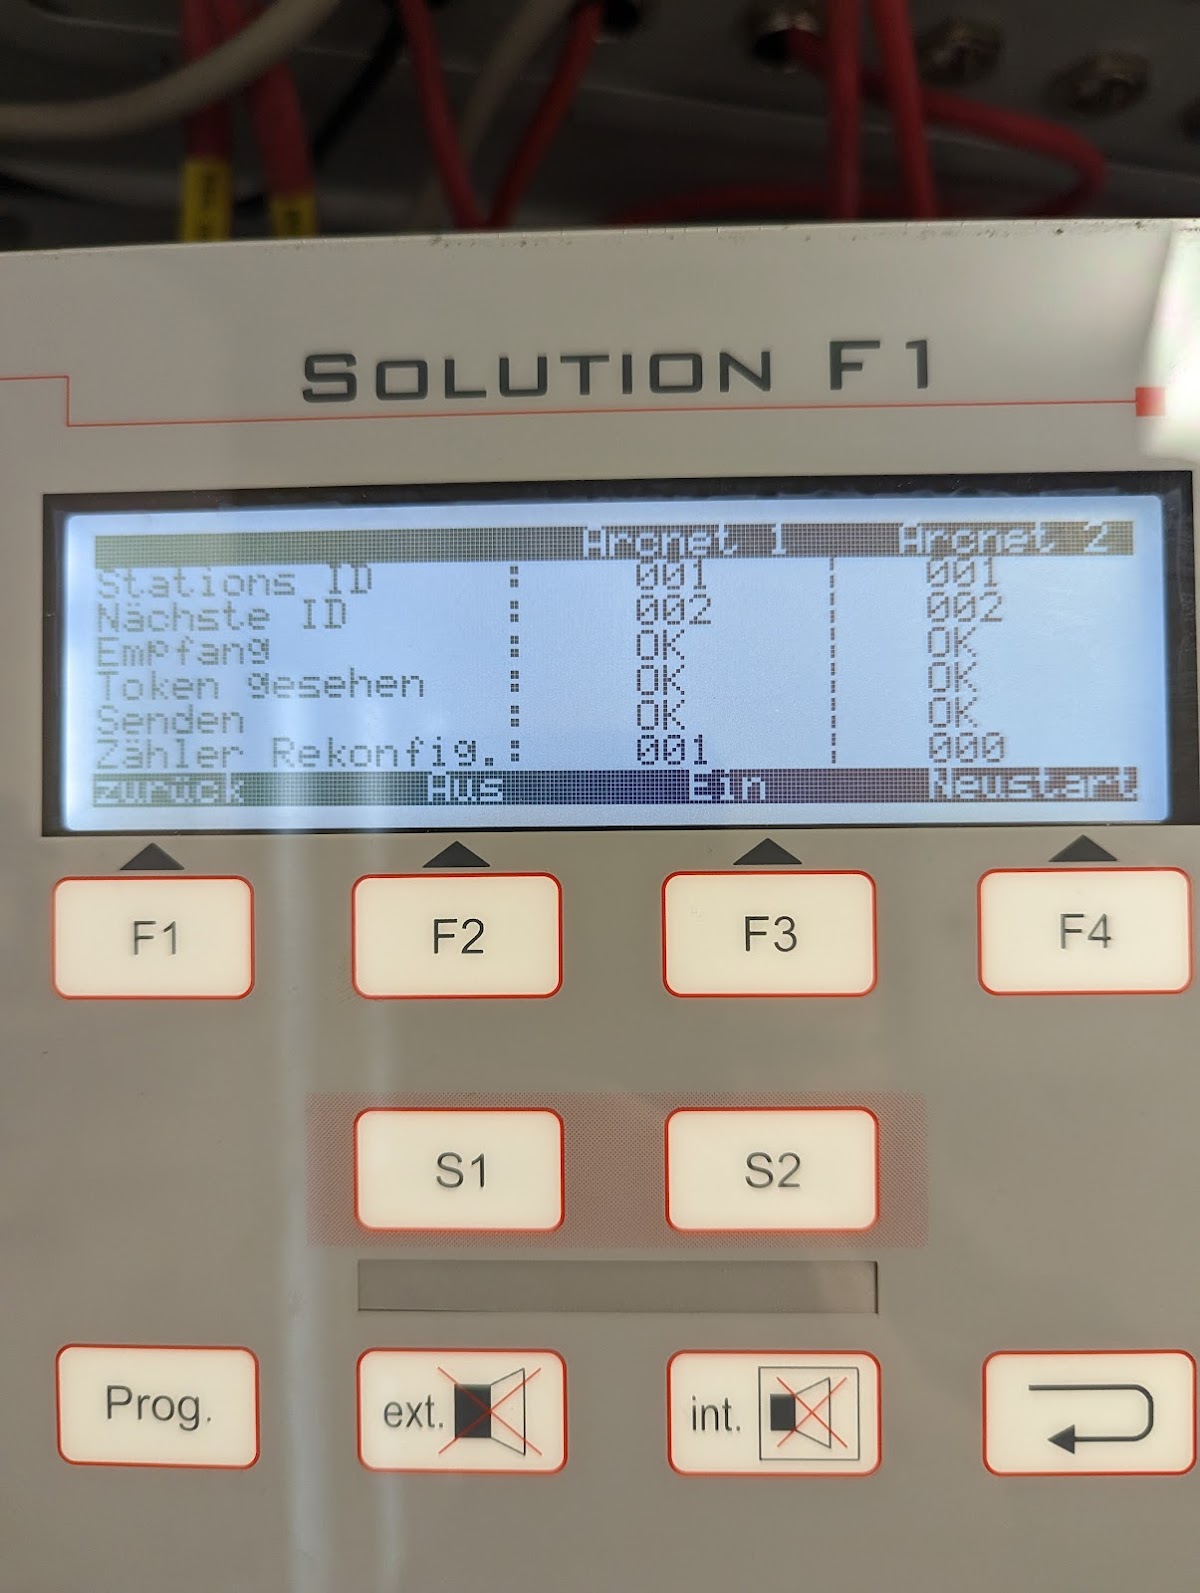 SOLUTION F1
Arcnet 1 Arcnet 2
Stations ID : 001 001
Nächste ID : 002 002
Empfang : OK OK
Token gesehen : OK OK
Senden : OK OK
Zähler Rekonfig. : 001 000
zurück Aus Ein Neustart
F1 F2 F3 F4
S1 S2
Prog. ext. int.